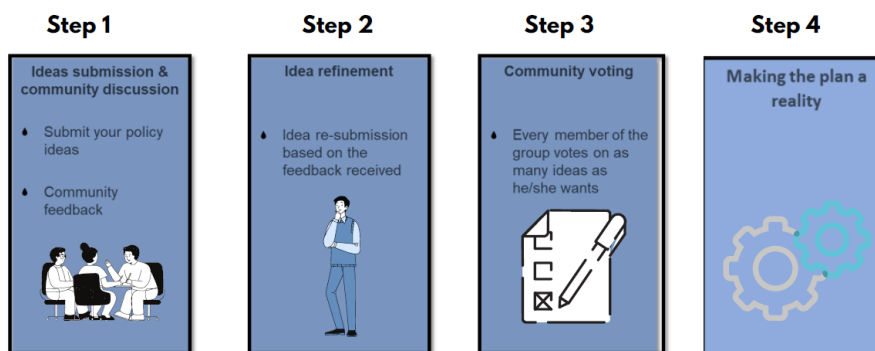 Step 1
Ideas submission &
community discussion
Submit your policy
ideas
Community
feedback
Step 2
Idea refinement
Idea re-submission
based on the
feedback received
Step 3
Community voting
Every member of the
group votes on as
many ideas as
he/she wants
Step 4
Making the plan a
reality